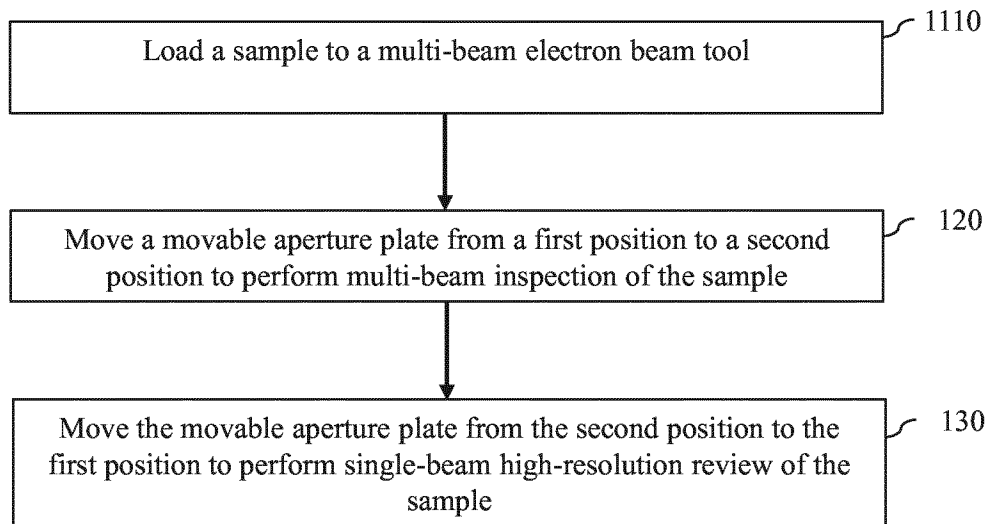 1110
Load a sample to a multi-beam electron beam tool
120
Move a movable aperture plate from a first position to a second
position to perform multi-beam inspection of the sample
130
Move the movable aperture plate from the second position to the
first position to perform single-beam high-resolution review of the
sample